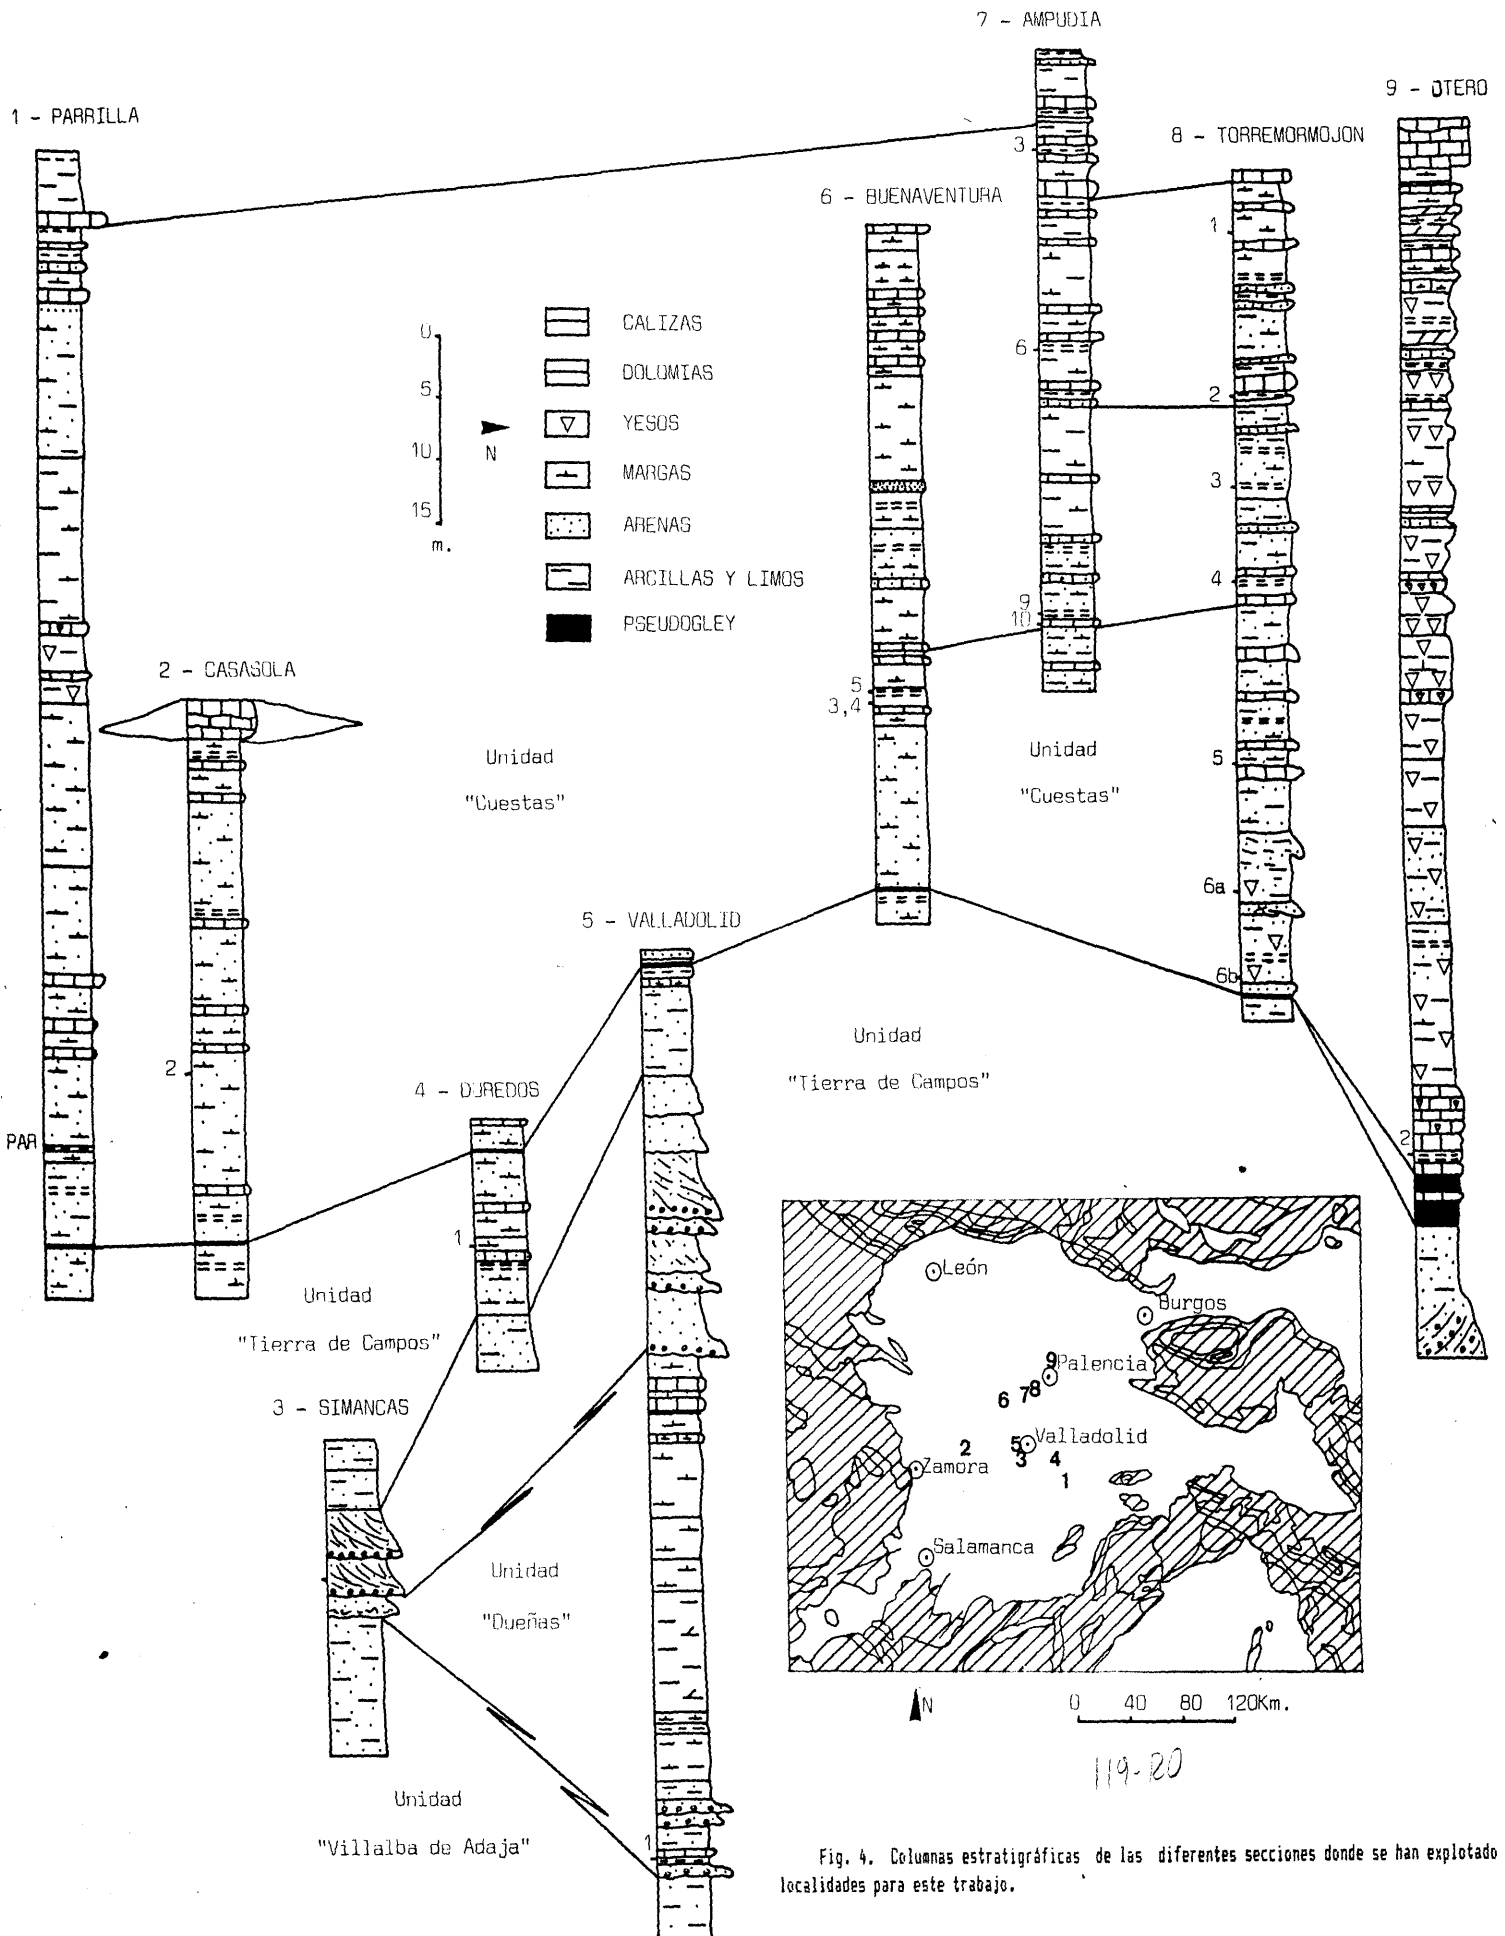 7 - AMPUDIA
9 - OTERO
1 - PARRILLA
8 - TORREMORMOJON
3
6 - BUENAVENTURA
1
0
5
10
15
m.
N
CALIZAS
DOLOMIAS
YESOS
MARGAS
ARENAS
ARCILLAS Y LIMOS
PSEUDOGLEY
6
2
3
4
9
10
2 - CASASOLA
5
3,4
Unidad
"Cuestas"
Unidad
"Cuestas"
5
6a
6b
5 - VALLADOLID
Unidad
"Tierra de Campos"
2
4 - DUREDOS
PAR
2
1
Unidad
"Tierra de Campos"
León
Burgos
9 Palencia
6 7 8
2 5 Valladolid
Zamora 3 4
1
Salamanca
3 - SIMANCAS
Unidad
"Dueñas"
N
0 40 80 120Km.
119-20
Unidad
"Villalba de Adaja"
1
Fig. 4. Columnas estratigráficas de las diferentes secciones donde se han explotado
localidades para este trabajo.